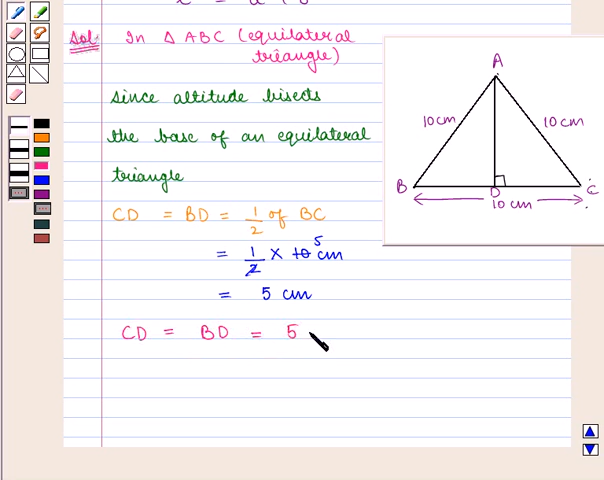 Sol: In △ ABC (equilateral
triangle)
Since altitude bisects
the base of an equilateral
triangle
CD = BD = 1/2 of BC
= 1/2 × 10 5 cm
= 5 cm
CD = BD = 5
A
10 cm
10 cm
B
D
C
10 cm